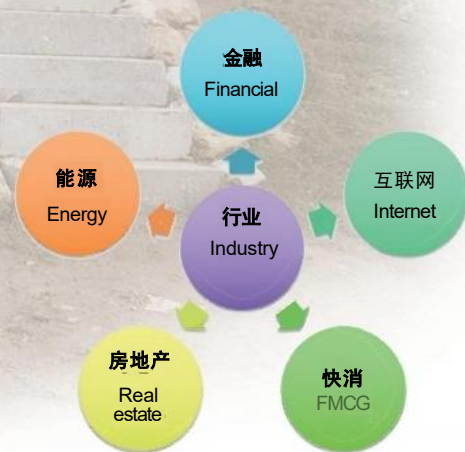 金融
Financial
能源
Energy
互联网
Internet
行业
Industry
房地产
Real
estate
快消
FMCG